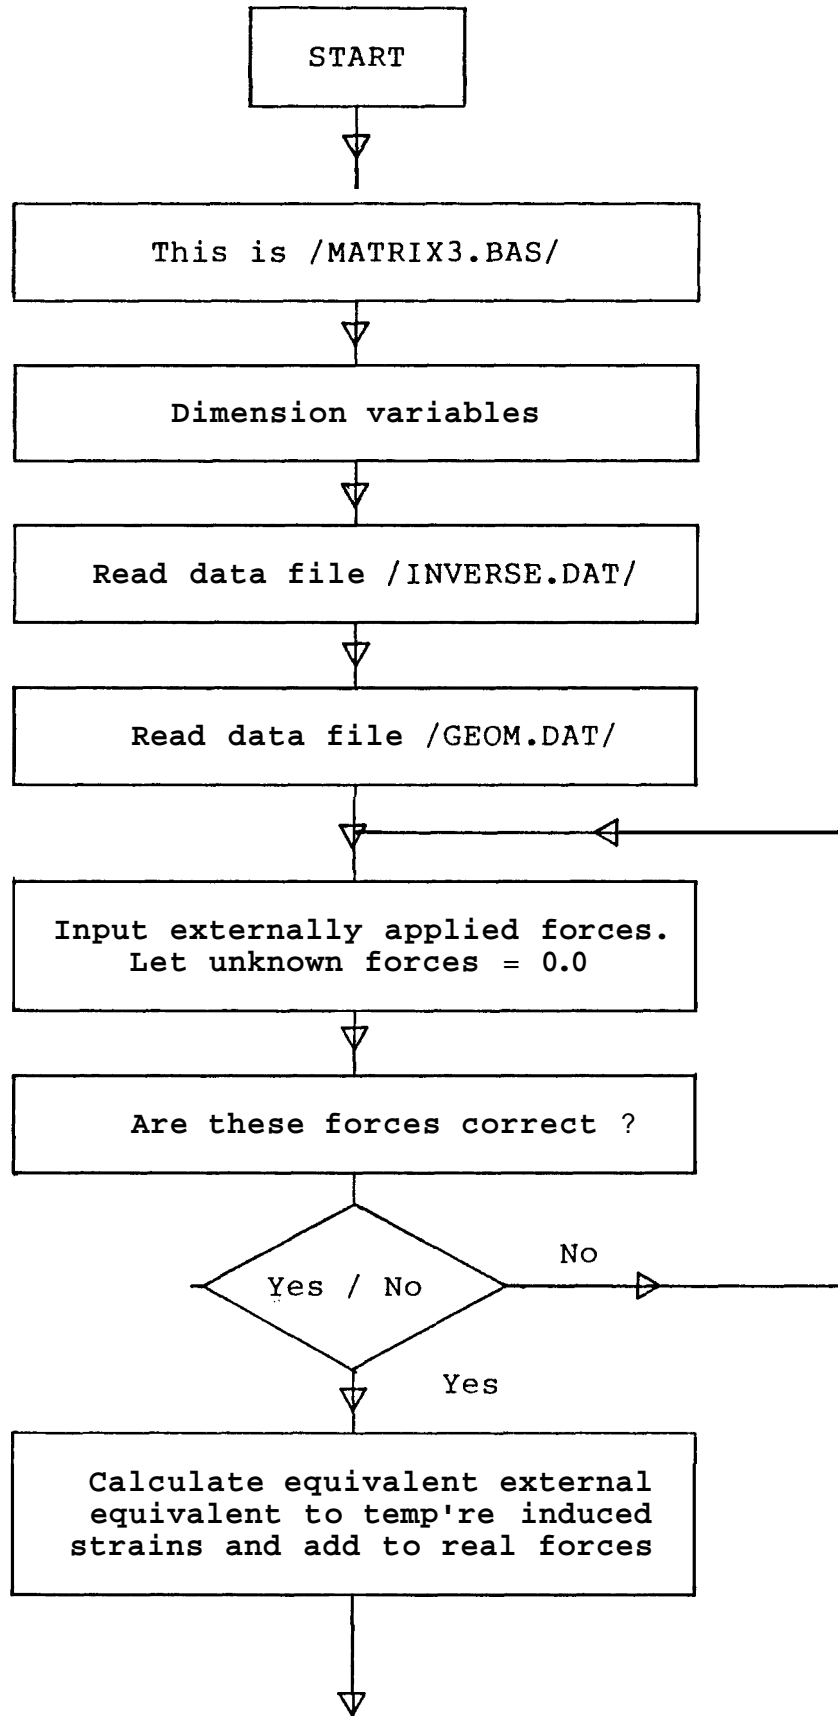 START
This is /MATRIX3.BAS/
Dimension variables
Read data file /INVERSE.DAT/
Read data file /GEOM.DAT/
Input externally applied forces.
Let unknown forces = 0.0
Are these forces correct ?
Yes / No
No
Yes
Calculate equivalent external
equivalent to temp're induced
strains and add to real forces